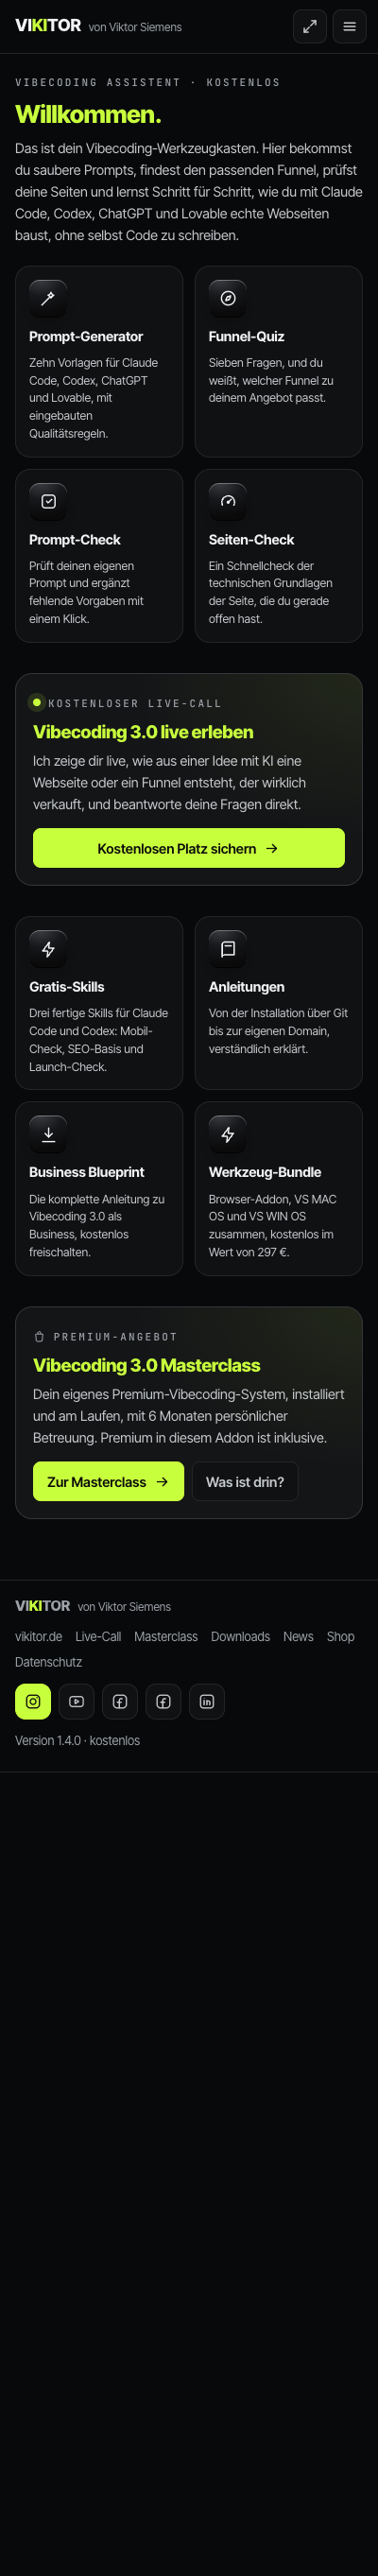 VIKITOR von Viktor Siemens
VIBECODING ASSISTENT · KOSTENLOS
Willkommen.
Das ist dein Vibecoding-Werkzeugkasten. Hier bekommst
du saubere Prompts, findest den passenden Funnel, prüfst
deine Seiten und lernst Schritt für Schritt, wie du mit Claude
Code, Codex, ChatGPT und Lovable echte Webseiten
baust, ohne selbst Code zu schreiben.
Prompt-Generator
Zehn Vorlagen für Claude
Code, Codex, ChatGPT
und Lovable, mit
eingebauten
Qualitätsregeln.
Funnel-Quiz
Sieben Fragen, und du
weißt, welcher Funnel zu
deinem Angebot passt.
Prompt-Check
Prüft deinen eigenen
Prompt und ergänzt
fehlende Vorgaben mit
einem Klick.
Seiten-Check
Ein Schnellcheck der
technischen Grundlagen
der Seite, die du gerade
offen hast.
KOSTENLOSER LIVE-CALL
Vibecoding 3.0 live erleben
Ich zeige dir live, wie aus einer Idee mit KI eine
Webseite oder ein Funnel entsteht, der wirklich
verkauft, und beantworte deine Fragen direkt.
Kostenlosen Platz sichern →
Gratis-Skills
Drei fertige Skills für Claude
Code und Codex: Mobil-
Check, SEO-Basis und
Launch-Check.
Anleitungen
Von der Installation über Git
bis zur eigenen Domain,
verständlich erklärt.
Business Blueprint
Die komplette Anleitung zu
Vibecoding 3.0 als
Business, kostenlos
freischalten.
Werkzeug-Bundle
Browser-Addon, VS MAC
OS und VS WIN OS
zusammen, kostenlos im
Wert von 297 €.
PREMIUM-ANGEBOT
Vibecoding 3.0 Masterclass
Dein eigenes Premium-Vibecoding-System, installiert
und am Laufen, mit 6 Monaten persönlicher
Betreuung. Premium in diesem Addon ist inklusive.
Zur Masterclass → Was ist drin?
VIKITOR von Viktor Siemens
vikitor.de Live-Call Masterclass Downloads News Shop
Datenschutz
Version 1.4.0 · kostenlos